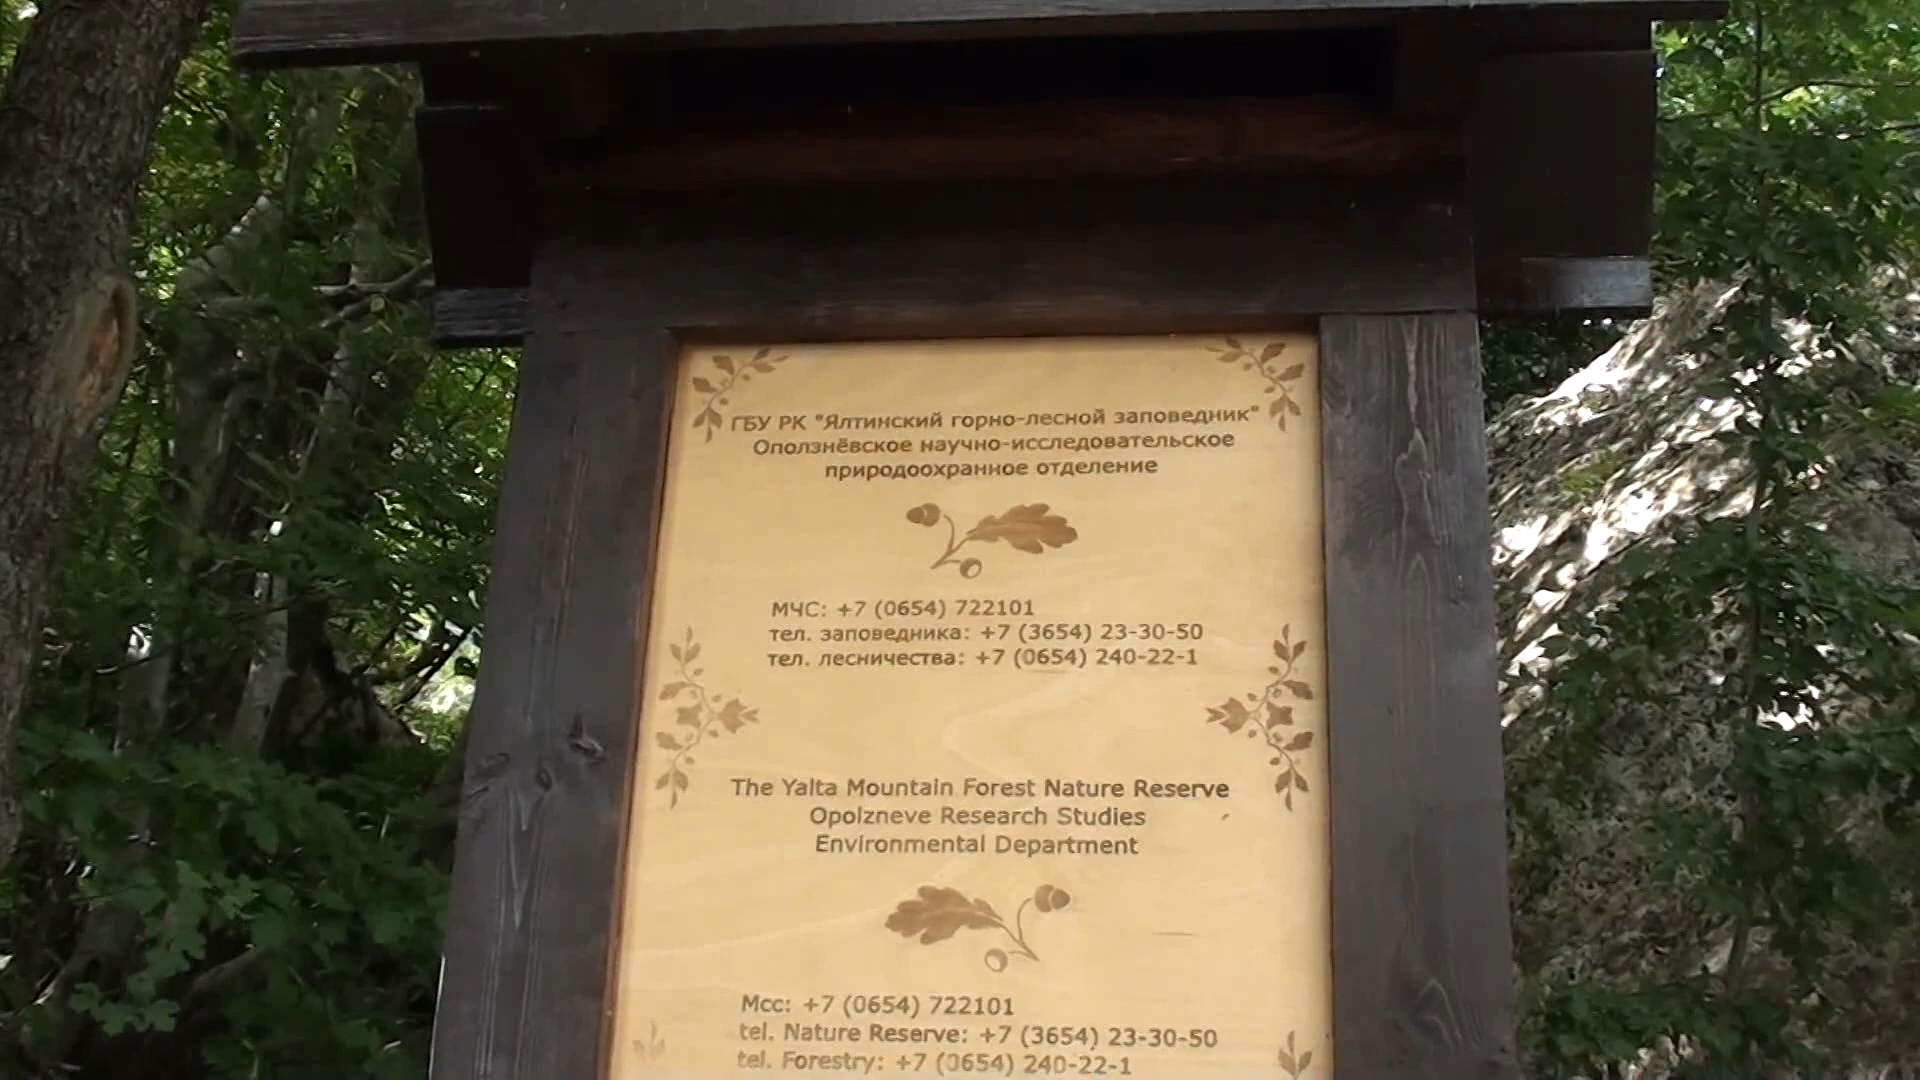 ГБУ РК "Ялтинский горно-лесной заповедник"
Оползнёвское научно-исследовательское
природоохранное отделение
МЧС: +7 (0654) 722101
тел. заповедника: +7 (3654) 23-30-50
тел. лесничества: +7 (0654) 240-22-1
The Yalta Mountain Forest Nature Reserve
Opolzneve Research Studies
Environmental Department
Mcc: +7 (0654) 722101
tel. Nature Reserve: +7 (3654) 23-30-50
tel. Forestry: +7 (0654) 240-22-1